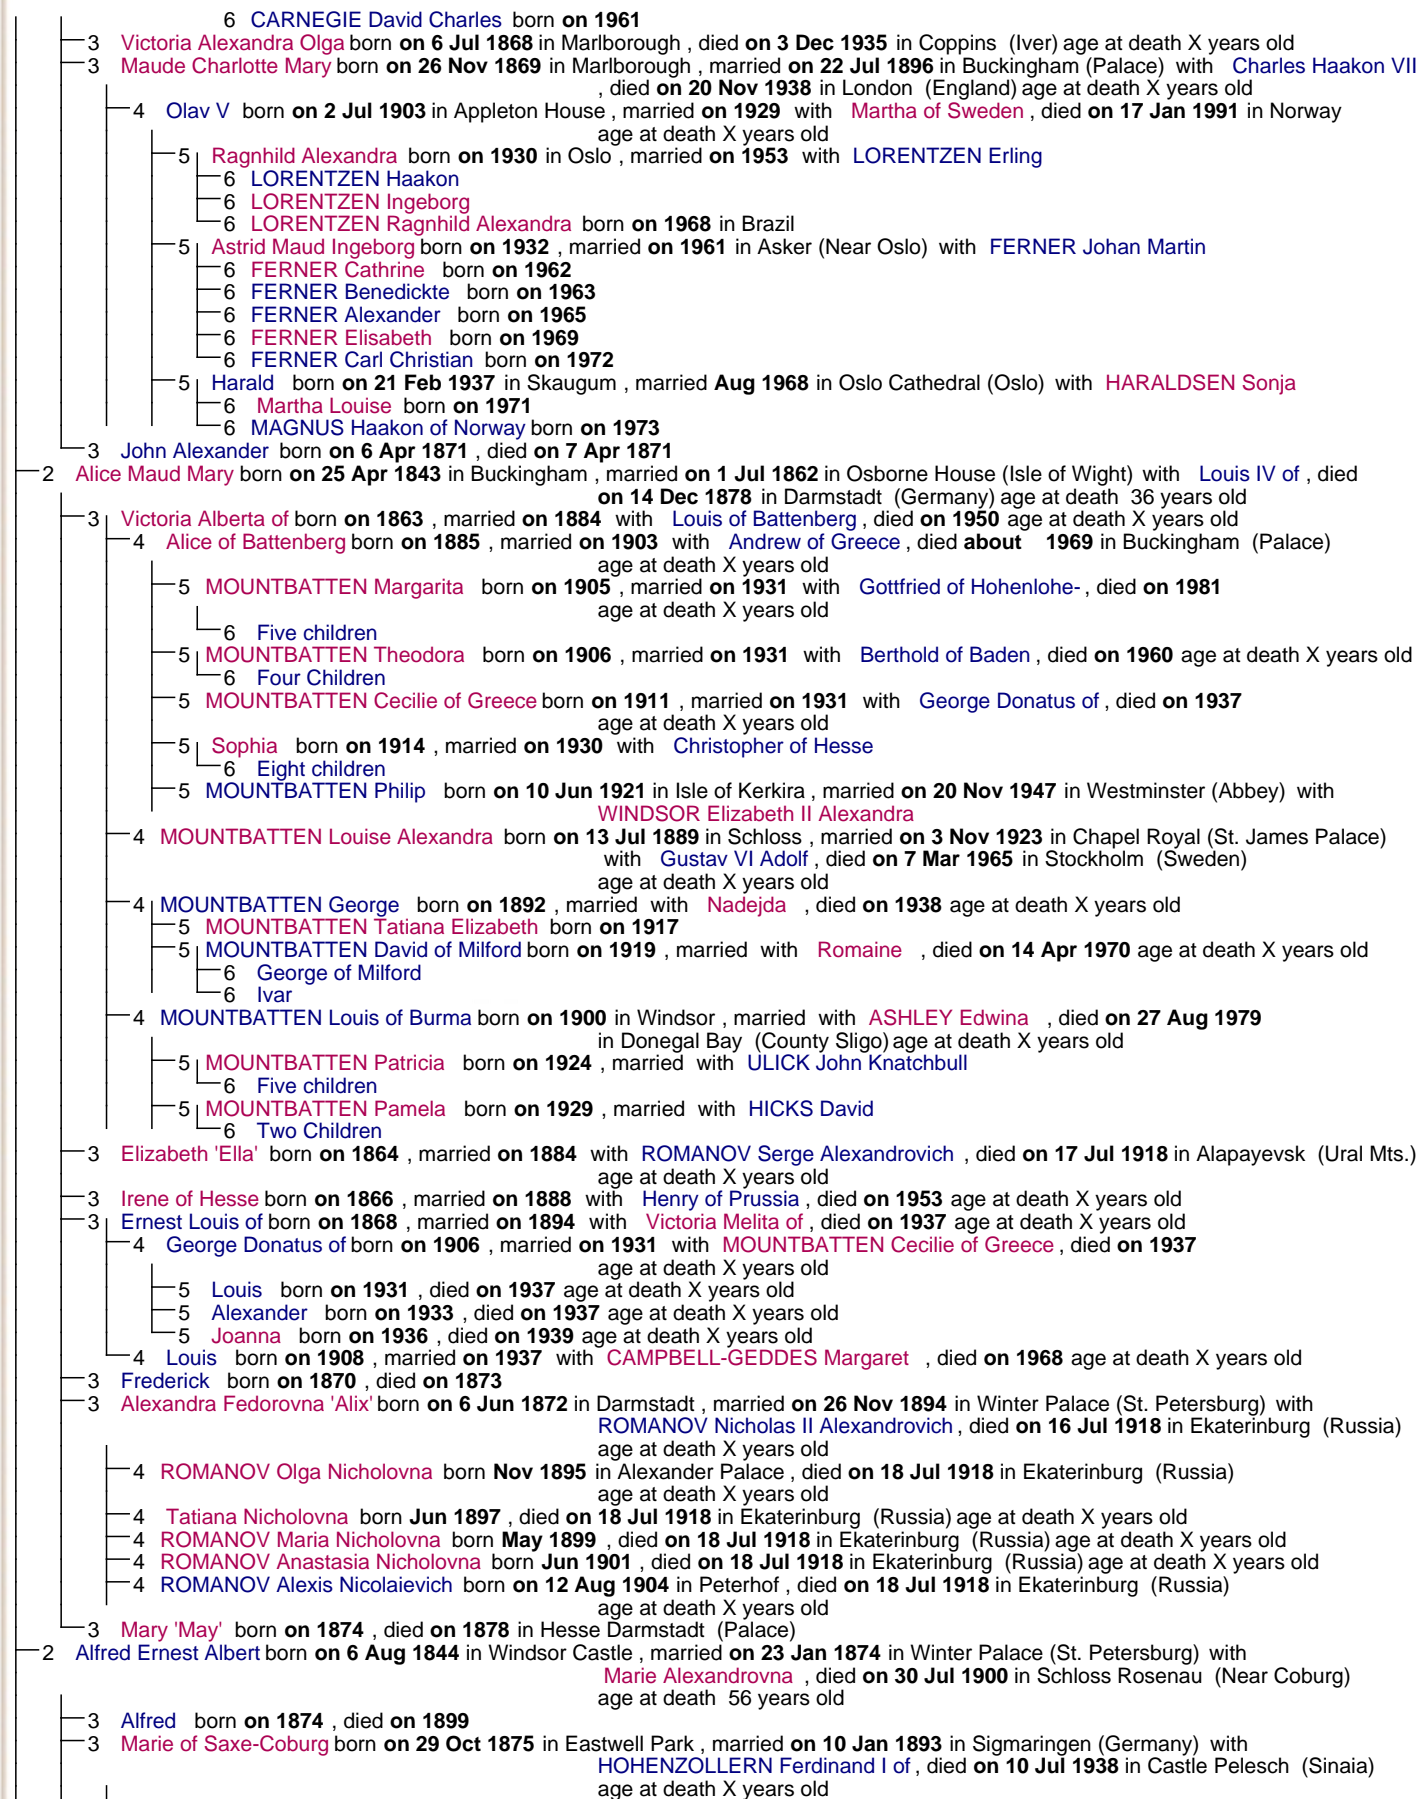 6 CARNEGIE David Charles born on 1961
3 Victoria Alexandra Olga born on 6 Jul 1868 in Marlborough , died on 3 Dec 1935 in Coppins (Iver) age at death X years old
3 Maude Charlotte Mary born on 26 Nov 1869 in Marlborough , married on 22 Jul 1896 in Buckingham (Palace) with Charles Haakon VII
, died on 20 Nov 1938 in London (England) age at death X years old
4 Olav V born on 2 Jul 1903 in Appleton House , married on 1929 with Martha of Sweden , died on 17 Jan 1991 in Norway
age at death X years old
5 Ragnhild Alexandra born on 1930 in Oslo , married on 1953 with LORENTZEN Erling
6 LORENTZEN Haakon
6 LORENTZEN Ingeborg
6 LORENTZEN Ragnhild Alexandra born on 1968 in Brazil
5 Astrid Maud Ingeborg born on 1932 , married on 1961 in Asker (Near Oslo) with FERNER Johan Martin
6 FERNER Cathrine born on 1962
6 FERNER Benedickte born on 1963
6 FERNER Alexander born on 1965
6 FERNER Elisabeth born on 1969
6 FERNER Carl Christian born on 1972
5 Harald born on 21 Feb 1937 in Skaugum , married Aug 1968 in Oslo Cathedral (Oslo) with HARALDSEN Sonja
6 Martha Louise born on 1971
6 MAGNUS Haakon of Norway born on 1973
3 John Alexander born on 6 Apr 1871 , died on 7 Apr 1871
2 Alice Maud Mary born on 25 Apr 1843 in Buckingham , married on 1 Jul 1862 in Osborne House (Isle of Wight) with Louis IV of , died
on 14 Dec 1878 in Darmstadt (Germany) age at death 36 years old
3 Victoria Alberta of born on 1863 , married on 1884 with Louis of Battenberg , died on 1950 age at death X years old
4 Alice of Battenberg born on 1885 , married on 1903 with Andrew of Greece , died about 1969 in Buckingham (Palace)
age at death X years old
5 MOUNTBATTEN Margarita born on 1905 , married on 1931 with Gottfried of Hohenlohe- , died on 1981
age at death X years old
6 Five children
5 MOUNTBATTEN Theodora born on 1906 , married on 1931 with Berthold of Baden , died on 1960 age at death X years old
6 Four Children
5 MOUNTBATTEN Cecilie of Greece born on 1911 , married on 1931 with George Donatus of , died on 1937
age at death X years old
5 Sophia born on 1914 , married on 1930 with Christopher of Hesse
6 Eight children
5 MOUNTBATTEN Philip born on 10 Jun 1921 in Isle of Kerkira , married on 20 Nov 1947 in Westminster (Abbey) with
WINDSOR Elizabeth II Alexandra
4 MOUNTBATTEN Louise Alexandra born on 13 Jul 1889 in Schloss , married on 3 Nov 1923 in Chapel Royal (St. James Palace)
with Gustav VI Adolf , died on 7 Mar 1965 in Stockholm (Sweden)
age at death X years old
4 MOUNTBATTEN George born on 1892 , married with Nadejda , died on 1938 age at death X years old
5 MOUNTBATTEN Tatiana Elizabeth born on 1917
5 MOUNTBATTEN David of Milford born on 1919 , married with Romaine , died on 14 Apr 1970 age at death X years old
6 George of Milford
6 Ivar
4 MOUNTBATTEN Louis of Burma born on 1900 in Windsor , married with ASHLEY Edwina , died on 27 Aug 1979
in Donegal Bay (County Sligo) age at death X years old
5 MOUNTBATTEN Patricia born on 1924 , married with ULICK John Knatchbull
6 Five children
5 MOUNTBATTEN Pamela born on 1929 , married with HICKS David
6 Two Children
3 Elizabeth 'Ella' born on 1864 , married on 1884 with ROMANOV Serge Alexandrovich , died on 17 Jul 1918 in Alapayevsk (Ural Mts.)
age at death X years old
3 Irene of Hesse born on 1866 , married on 1888 with Henry of Prussia , died on 1953 age at death X years old
3 Ernest Louis of born on 1868 , married on 1894 with Victoria Melita of , died on 1937 age at death X years old
4 George Donatus of born on 1906 , married on 1931 with MOUNTBATTEN Cecilie of Greece , died on 1937
age at death X years old
5 Louis born on 1931 , died on 1937 age at death X years old
5 Alexander born on 1933 , died on 1937 age at death X years old
5 Joanna born on 1936 , died on 1939 age at death X years old
4 Louis born on 1908 , married on 1937 with CAMPBELL-GEDDES Margaret , died on 1968 age at death X years old
3 Frederick born on 1870 , died on 1873
3 Alexandra Fedorovna 'Alix' born on 6 Jun 1872 in Darmstadt , married on 26 Nov 1894 in Winter Palace (St. Petersburg) with
ROMANOV Nicholas II Alexandrovich , died on 16 Jul 1918 in Ekaterinburg (Russia)
age at death X years old
4 ROMANOV Olga Nicholovna born Nov 1895 in Alexander Palace , died on 18 Jul 1918 in Ekaterinburg (Russia)
age at death X years old
4 Tatiana Nicholovna born Jun 1897 , died on 18 Jul 1918 in Ekaterinburg (Russia) age at death X years old
4 ROMANOV Maria Nicholovna born May 1899 , died on 18 Jul 1918 in Ekaterinburg (Russia) age at death X years old
4 ROMANOV Anastasia Nicholovna born Jun 1901 , died on 18 Jul 1918 in Ekaterinburg (Russia) age at death X years old
4 ROMANOV Alexis Nicolaievich born on 12 Aug 1904 in Peterhof , died on 18 Jul 1918 in Ekaterinburg (Russia)
age at death X years old
3 Mary 'May' born on 1874 , died on 1878 in Hesse Darmstadt (Palace)
2 Alfred Ernest Albert born on 6 Aug 1844 in Windsor Castle , married on 23 Jan 1874 in Winter Palace (St. Petersburg) with
Marie Alexandrovna , died on 30 Jul 1900 in Schloss Rosenau (Near Coburg)
age at death 56 years old
3 Alfred born on 1874 , died on 1899
3 Marie of Saxe-Coburg born on 29 Oct 1875 in Eastwell Park , married on 10 Jan 1893 in Sigmaringen (Germany) with
HOHENZOLLERN Ferdinand I of , died on 10 Jul 1938 in Castle Pelesch (Sinaia)
age at death X years old